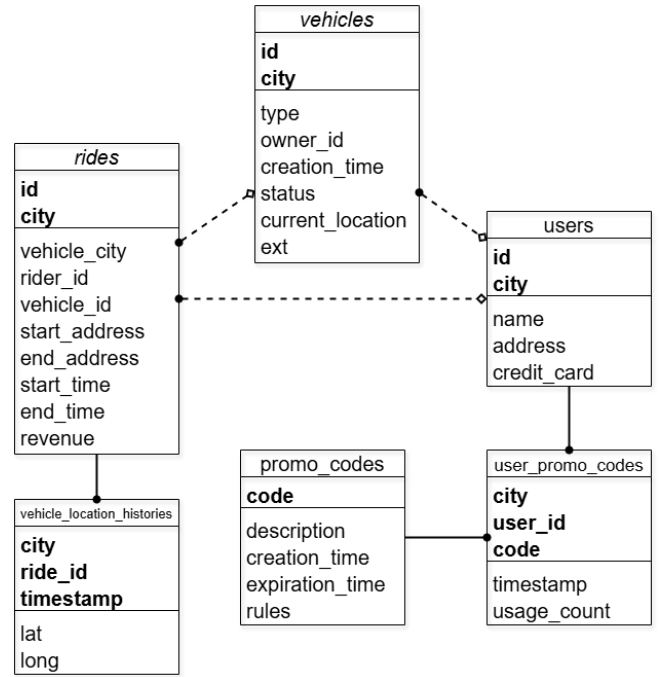 vehicles
id
city
type
owner_id
creation_time
status
current_location
ext
rides
id
city
vehicle_city
rider_id
vehicle_id
start_address
end_address
start_time
end_time
revenue
users
id
city
name
address
credit_card
promo_codes
code
description
creation_time
expiration_time
rules
user_promo_codes
city
user_id
code
timestamp
usage_count
vehicle_location_histories
city
ride_id
timestamp
lat
long